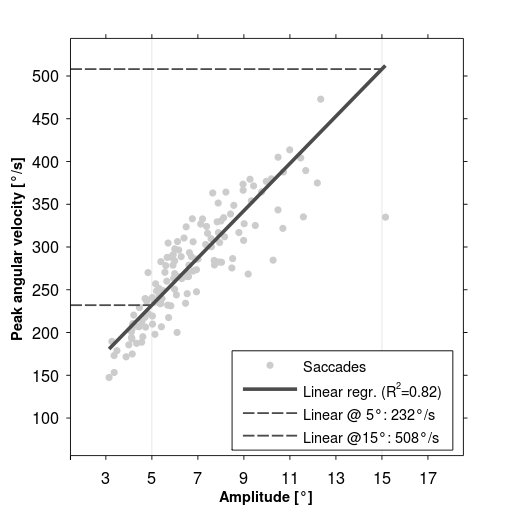 500
450
400
350
300
250
200
150
100
Peak angular velocity [°/s]
Saccades
Linear regr. (R²=0.82)
Linear @ 5°: 232°/s
Linear @15°: 508°/s
3 5 7 9 11 13 15 17
Amplitude [°]